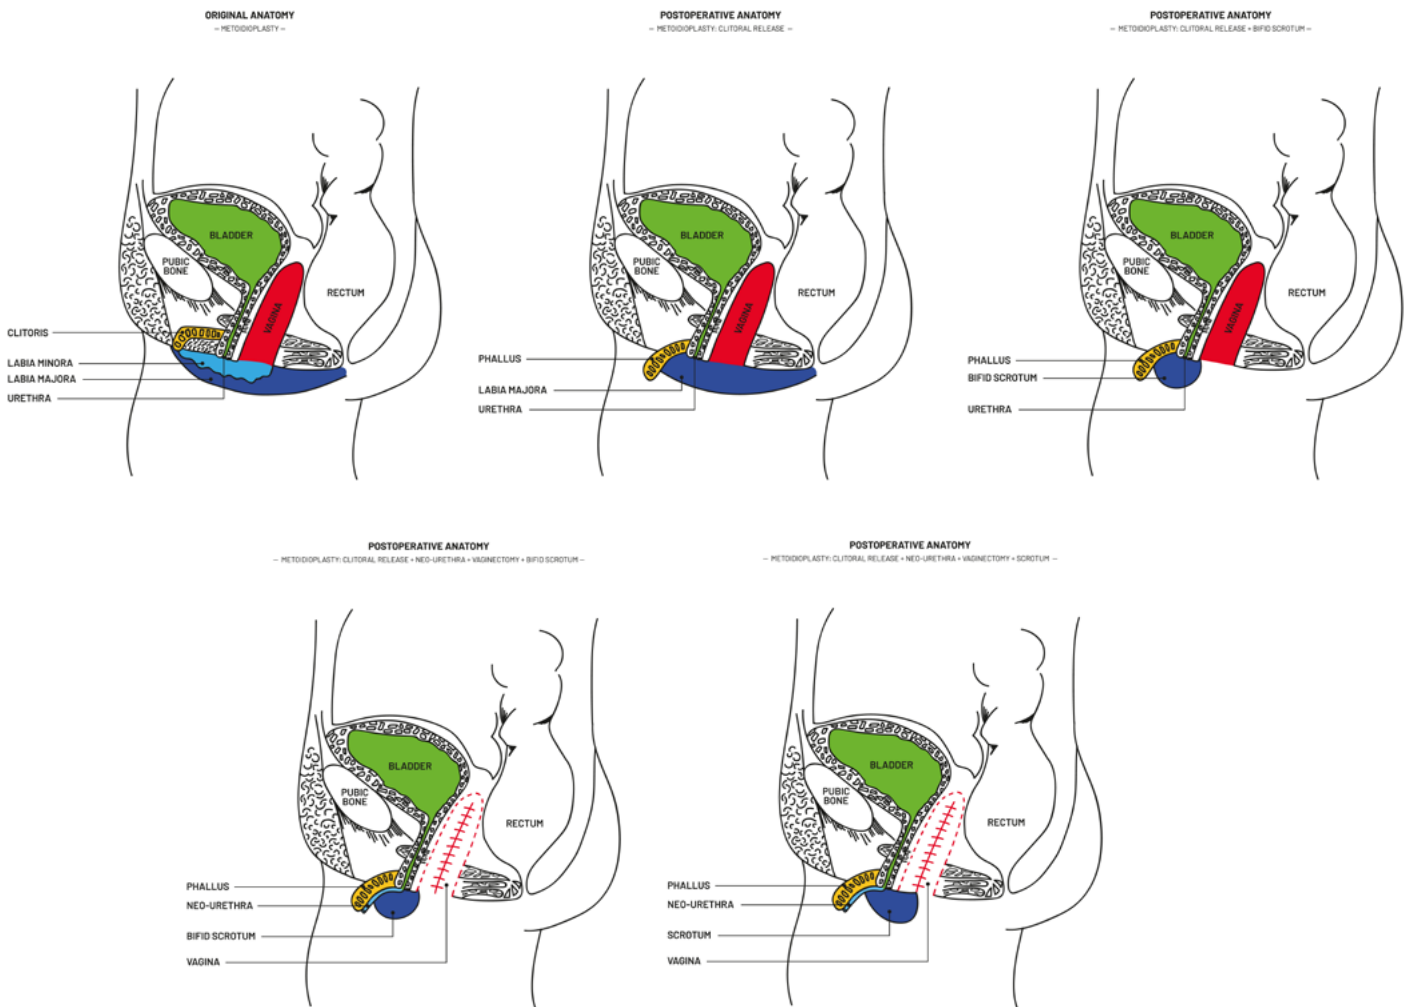 ORIGINAL ANATOMY
— METOIDIOPLASTY —
BLADDER
PUBIC
BONE
VAGINA
RECTUM
CLITORIS
LABIA MINORA
LABIA MAJORA
URETHRA
POSTOPERATIVE ANATOMY
— METOIDIOPLASTY: CLITORAL RELEASE —
BLADDER
PUBIC
BONE
VAGINA
RECTUM
PHALLUS
LABIA MAJORA
URETHRA
POSTOPERATIVE ANATOMY
— METOIDIOPLASTY: CLITORAL RELEASE + BIFID SCROTUM —
BLADDER
PUBIC
BONE
VAGINA
RECTUM
PHALLUS
BIFID SCROTUM
URETHRA
POSTOPERATIVE ANATOMY
— METOIDIOPLASTY: CLITORAL RELEASE + NEO-URETHRA + VAGINECTOMY + BIFID SCROTUM —
BLADDER
PUBIC
BONE
RECTUM
PHALLUS
NEO-URETHRA
BIFID SCROTUM
VAGINA
POSTOPERATIVE ANATOMY
— METOIDIOPLASTY: CLITORAL RELEASE + NEO-URETHRA + VAGINECTOMY + SCROTUM —
BLADDER
PUBIC
BONE
RECTUM
PHALLUS
NEO-URETHRA
SCROTUM
VAGINA